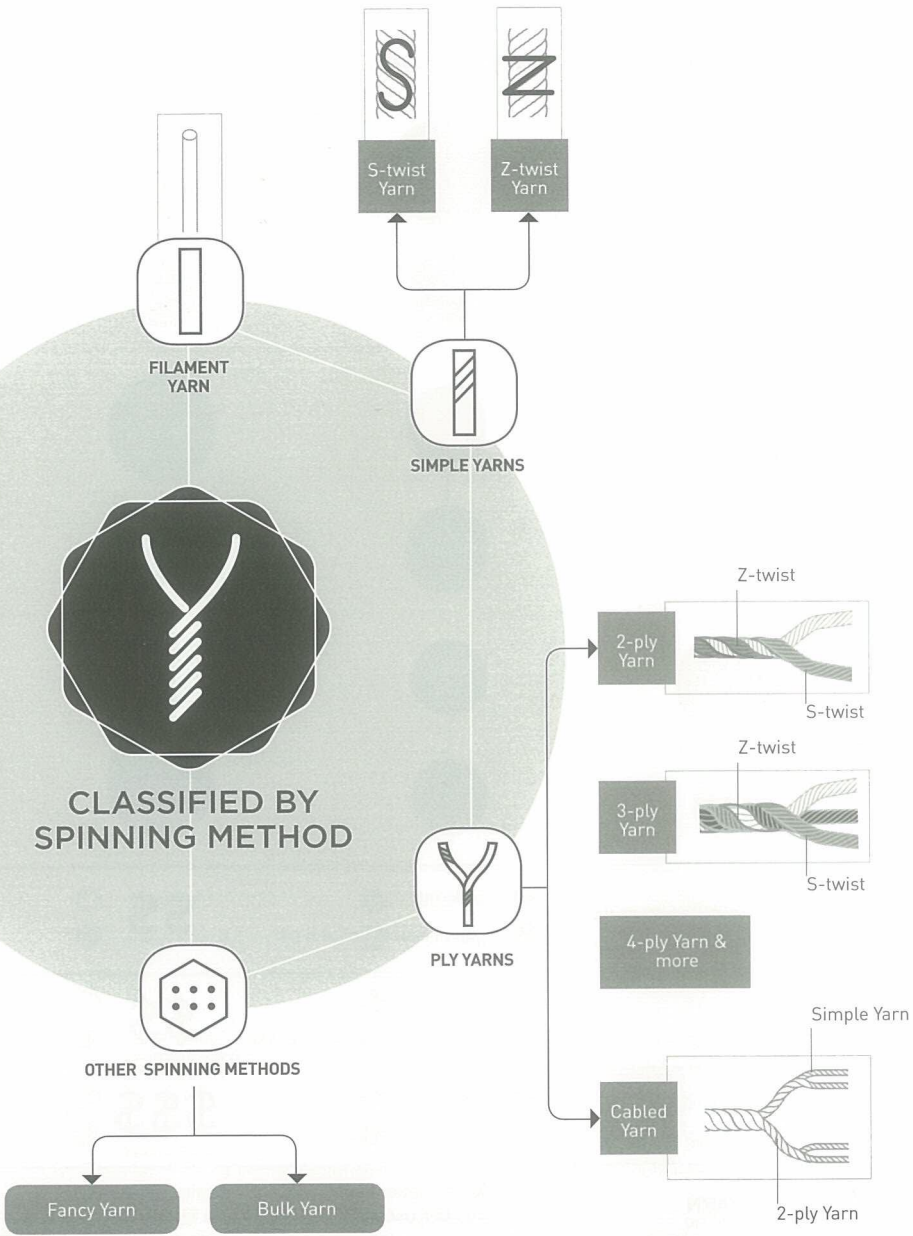 S
Z
S-twist
Yarn
Z-twist
Yarn
FILAMENT
YARN
SIMPLE YARNS
CLASSIFIED BY
SPINNING METHOD
Z-twist
2-ply
Yarn
S-twist
Z-twist
3-ply
Yarn
S-twist
4-ply Yarn &
more
PLY YARNS
Simple Yarn
Cabled
Yarn
2-ply Yarn
OTHER SPINNING METHODS
Fancy Yarn
Bulk Yarn